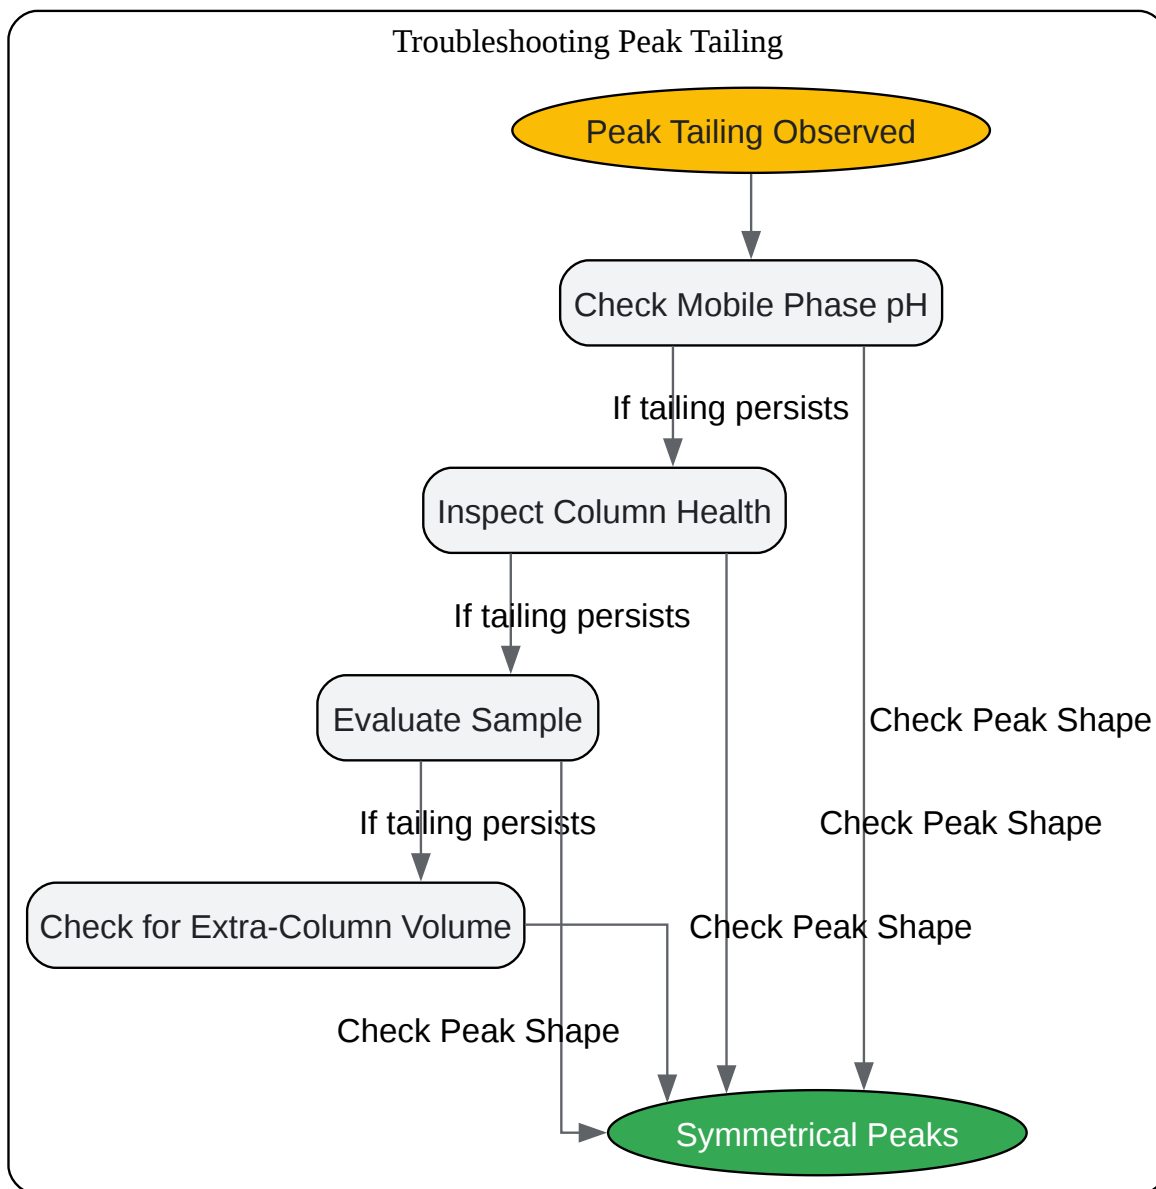 Troubleshooting Peak Tailing
Peak Tailing Observed
Check Mobile Phase pH
If tailing persists
Inspect Column Health
If tailing persists
Evaluate Sample
Check Peak Shape
If tailing persists
Check Peak Shape
Check for Extra-Column Volume
Check Peak Shape
Check Peak Shape
Symmetrical Peaks